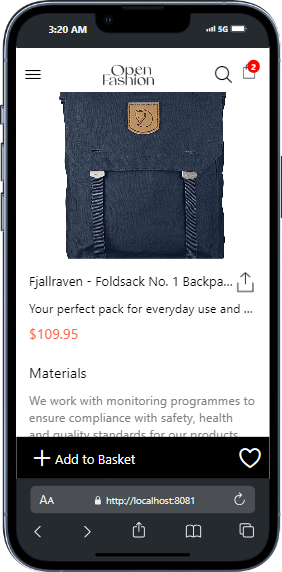 3:20 AM
5G
Open
Fashion
2
Fjallraven - Foldsack No. 1 Backpa...
Your perfect pack for everyday use and ...
$109.95
Materials
We work with monitoring programmes to
ensure compliance with safety, health
and quality standards for our products.
Add to Basket
AA
http://localhost:8081